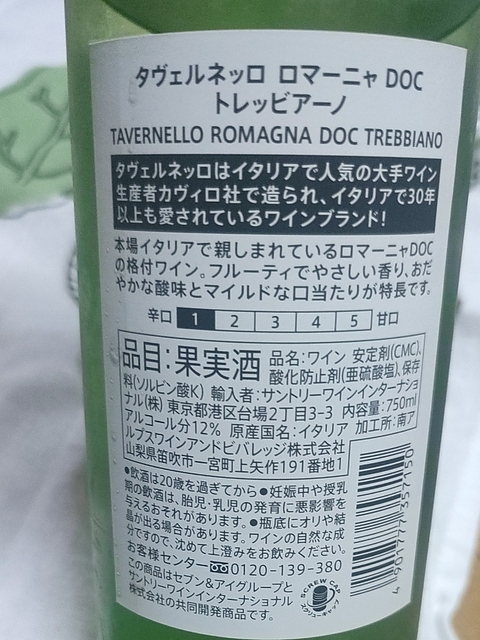 タヴェルネッロ ロマーニャ DOC
トレッビアーノ
TAVERNELLO ROMAGNA DOC TREBBIANO
タヴェルネッロはイタリアで人気の大手ワイン
生産者カヴィロ社で造られ、イタリアで30年
以上も愛されているワインブランド!
本場イタリアで親しまれているロマーニャDOC
の格付ワイン。フルーティでやさしい香り、おだ
やかな酸味とマイルドな口当たりが特長です。
辛口 1 2 3 4 5 甘口
品目:果実酒 品名:ワイン 安定剤(CMC)、
酸化防止剤(亜硫酸塩)、保存
料(ソルビン酸K) 輸入者:サントリーワインインターナショ
ナル(株) 東京都港区台場2丁目3-3 内容量:750ml
アルコール分12% 原産国名:イタリア 加工所:南ア
ルプスワインアンドビバレッジ株式会社
山梨県笛吹市一宮町上矢作191番地1
●飲酒は20歳を過ぎてから●妊娠中や授乳
期の飲酒は、胎児・乳児の発育に悪影響を
与えるおそれがあります。●瓶底にオリや結
晶が出る場合があります。ワインの自然な成
分ですので、沈めて上澄みをお飲みください。
お客様センター 0120-139-380
この商品はセブン&アイグループと
サントリーワインインターナショナル
株式会社の共同開発商品です。
SCREW CAP
スクリューキャップ
4 901777 357050